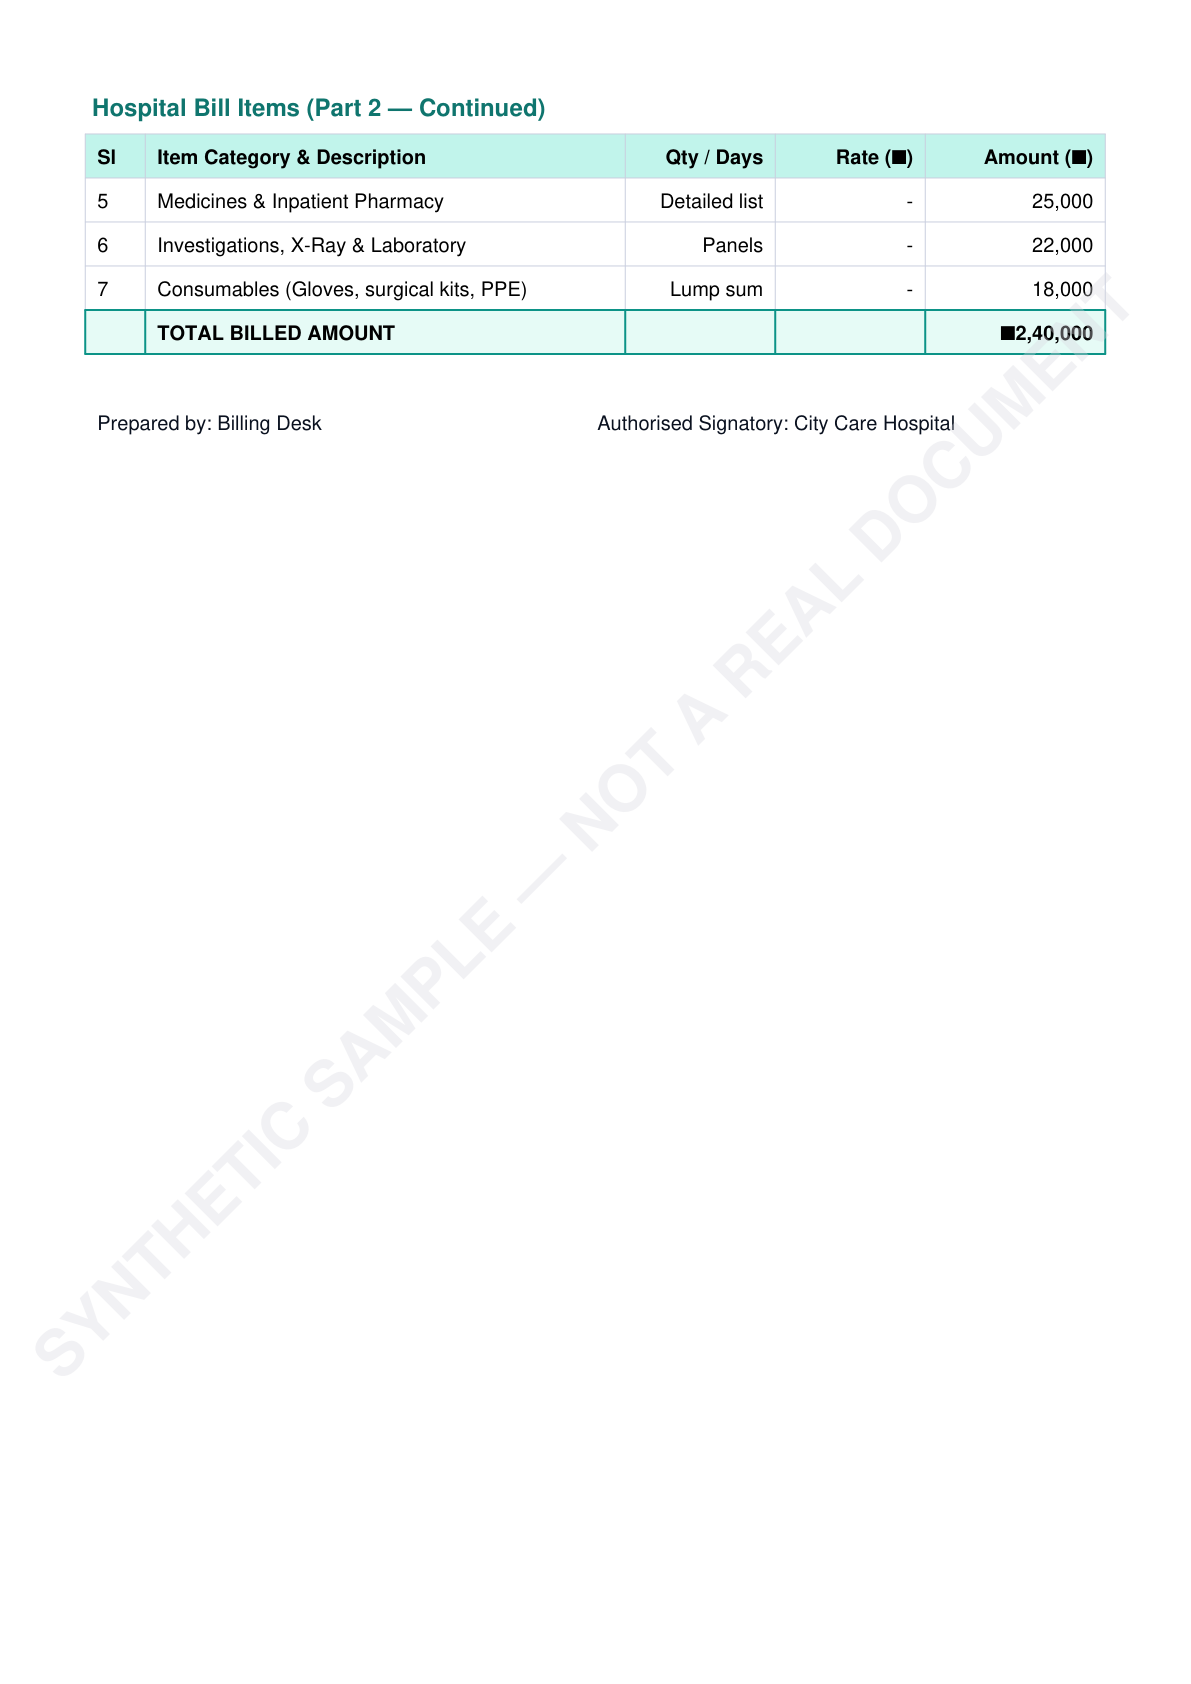 Hospital Bill Items (Part 2 — Continued)
Sl Item Category & Description Qty / Days Rate (■) Amount (■)
5 Medicines & Inpatient Pharmacy Detailed list - 25,000
6 Investigations, X-Ray & Laboratory Panels - 22,000
7 Consumables (Gloves, surgical kits, PPE) Lump sum - 18,000
TOTAL BILLED AMOUNT ■2,40,000
Prepared by: Billing Desk Authorised Signatory: City Care Hospital
SYNTHETIC SAMPLE — NOT A REAL DOCUMENT